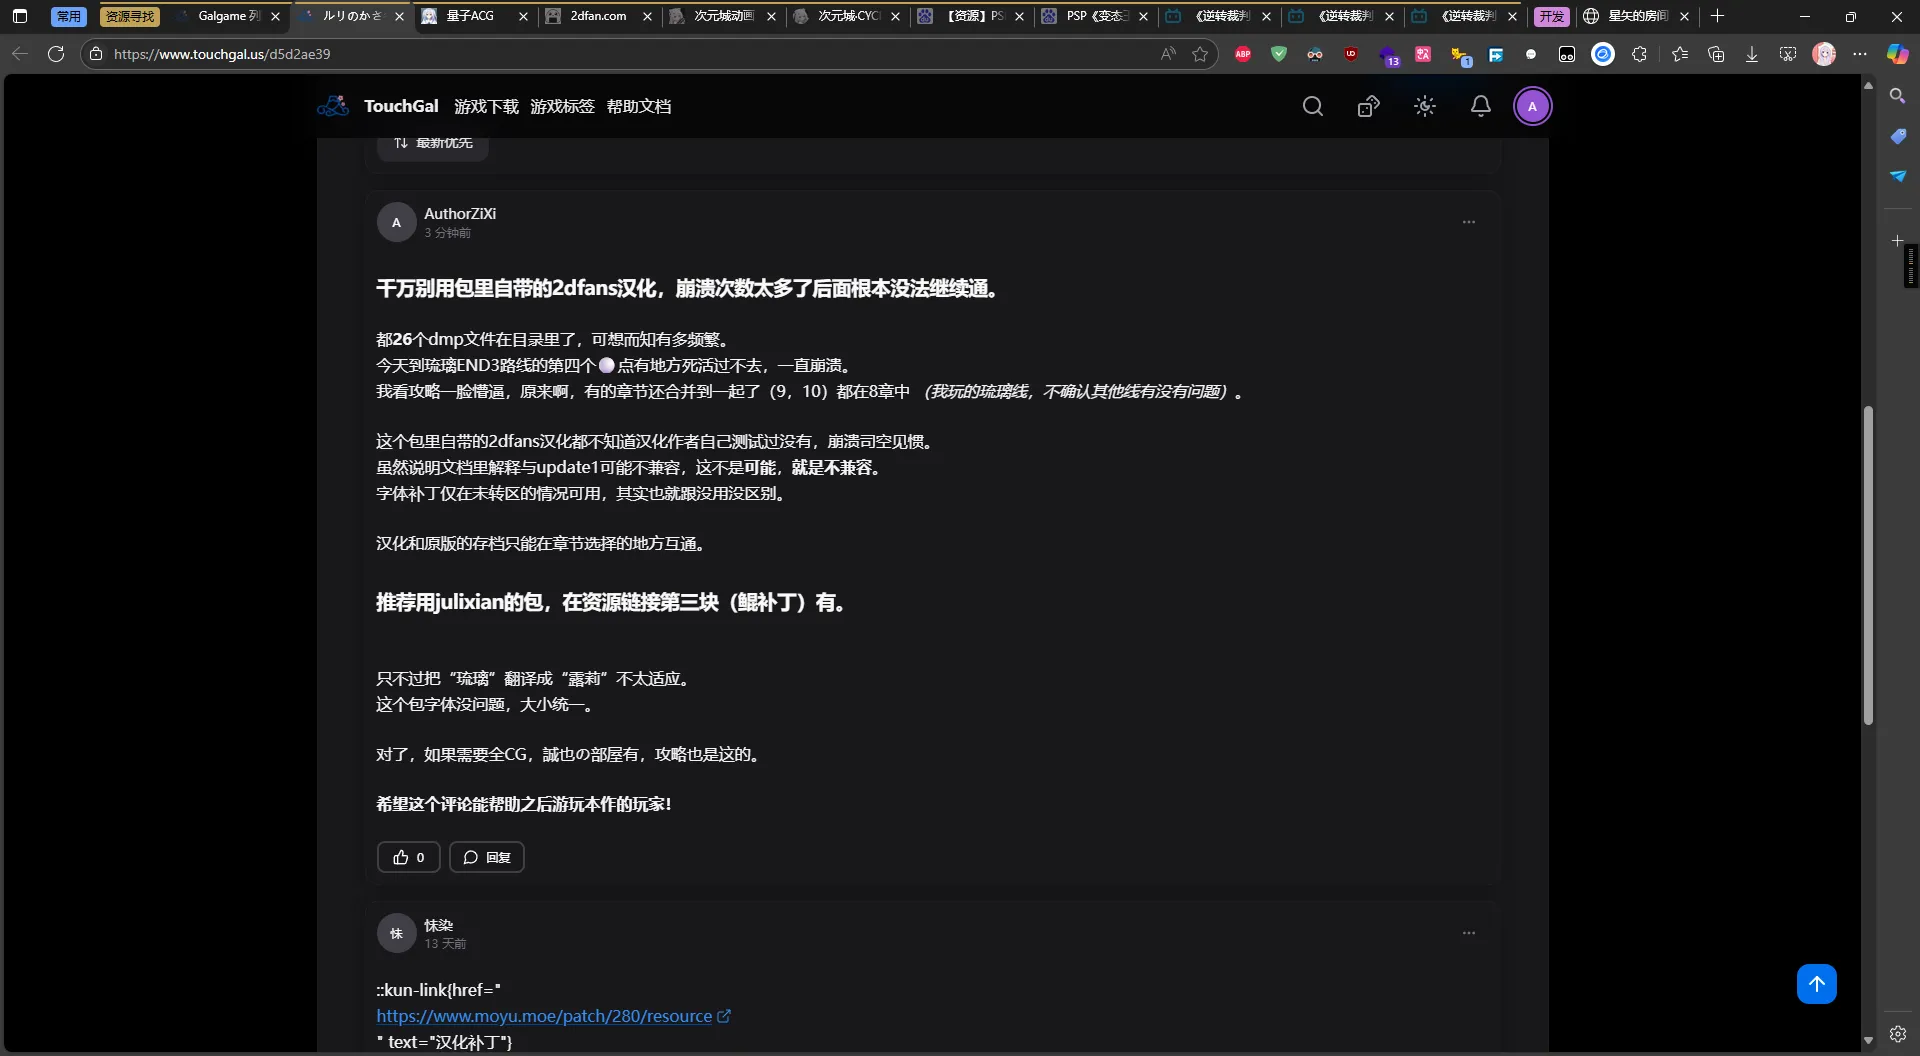 常用
资源寻找
Galgame 列
ルリのかさ
量子ACG
2dfan.com
次元城动画
次元城·CYC
【资源】PS
PSP《变态王
《逆转裁判
《逆转裁判
《逆转裁判
开发
星矢的房间
https://www.touchgal.us/d5d2ae39
ABP
UD
13
1
TouchGal 游戏下载 游戏标签 帮助文档
A
最新优先
A
AuthorZiXi
3 分钟前
千万别用包里自带的2dfans汉化，崩溃次数太多了后面根本没法继续通。
都26个dmp文件在目录里了，可想而知有多频繁。
今天到琉璃END3路线的第四个点有地方死活过不去，一直崩溃。
我看攻略一脸懵逼，原来啊，有的章节还合并到一起了（9，10）都在8章中 （我玩的琉璃线，不确认其他线有没有问题）。
这个包里自带的2dfans汉化都不知道汉化作者自己测试过没有，崩溃司空见惯。
虽然说明文档里解释与update1可能不兼容，这不是可能，就是不兼容。
字体补丁仅在未转区的情况可用，其实也就跟没用没区别。
汉化和原版的存档只能在章节选择的地方互通。
推荐用julixian的包，在资源链接第三块（鲲补丁）有。
只不过把“琉璃”翻译成“露莉”不太适应。
这个包字体没问题，大小统一。
对了，如果需要全CG，誠也の部屋有，攻略也是这的。
希望这个评论能帮助之后游玩本作的玩家！
0
回复
怽
怽染
13 天前
::kun-link{href="
https://www.moyu.moe/patch/280/resource
" text="汉化补丁"}